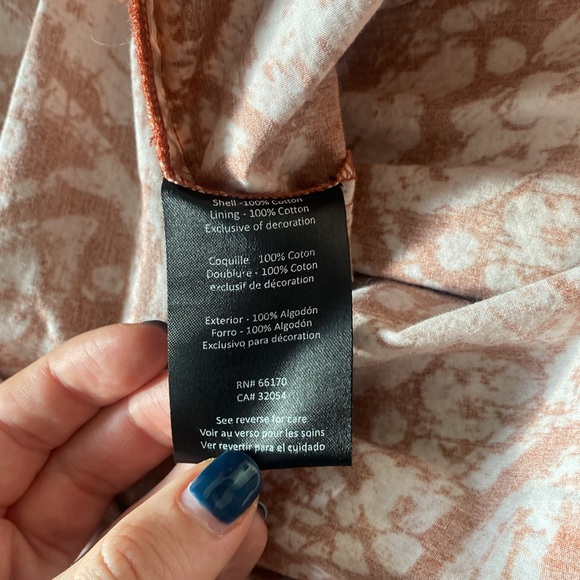 Shell -100% Cotton
Lining - 100% Cotton
Exclusive of decoration
Coquille - 100% Coton
Doublure - 100% Coton
exclusif de décoration
Exterior - 100% Algodón
Forro - 100% Algodón
Exclusivo para décoration
RN# 66170
CA# 32054
See reverse for care
Voir au verso pour les soins
Ver revertir para el cuidado